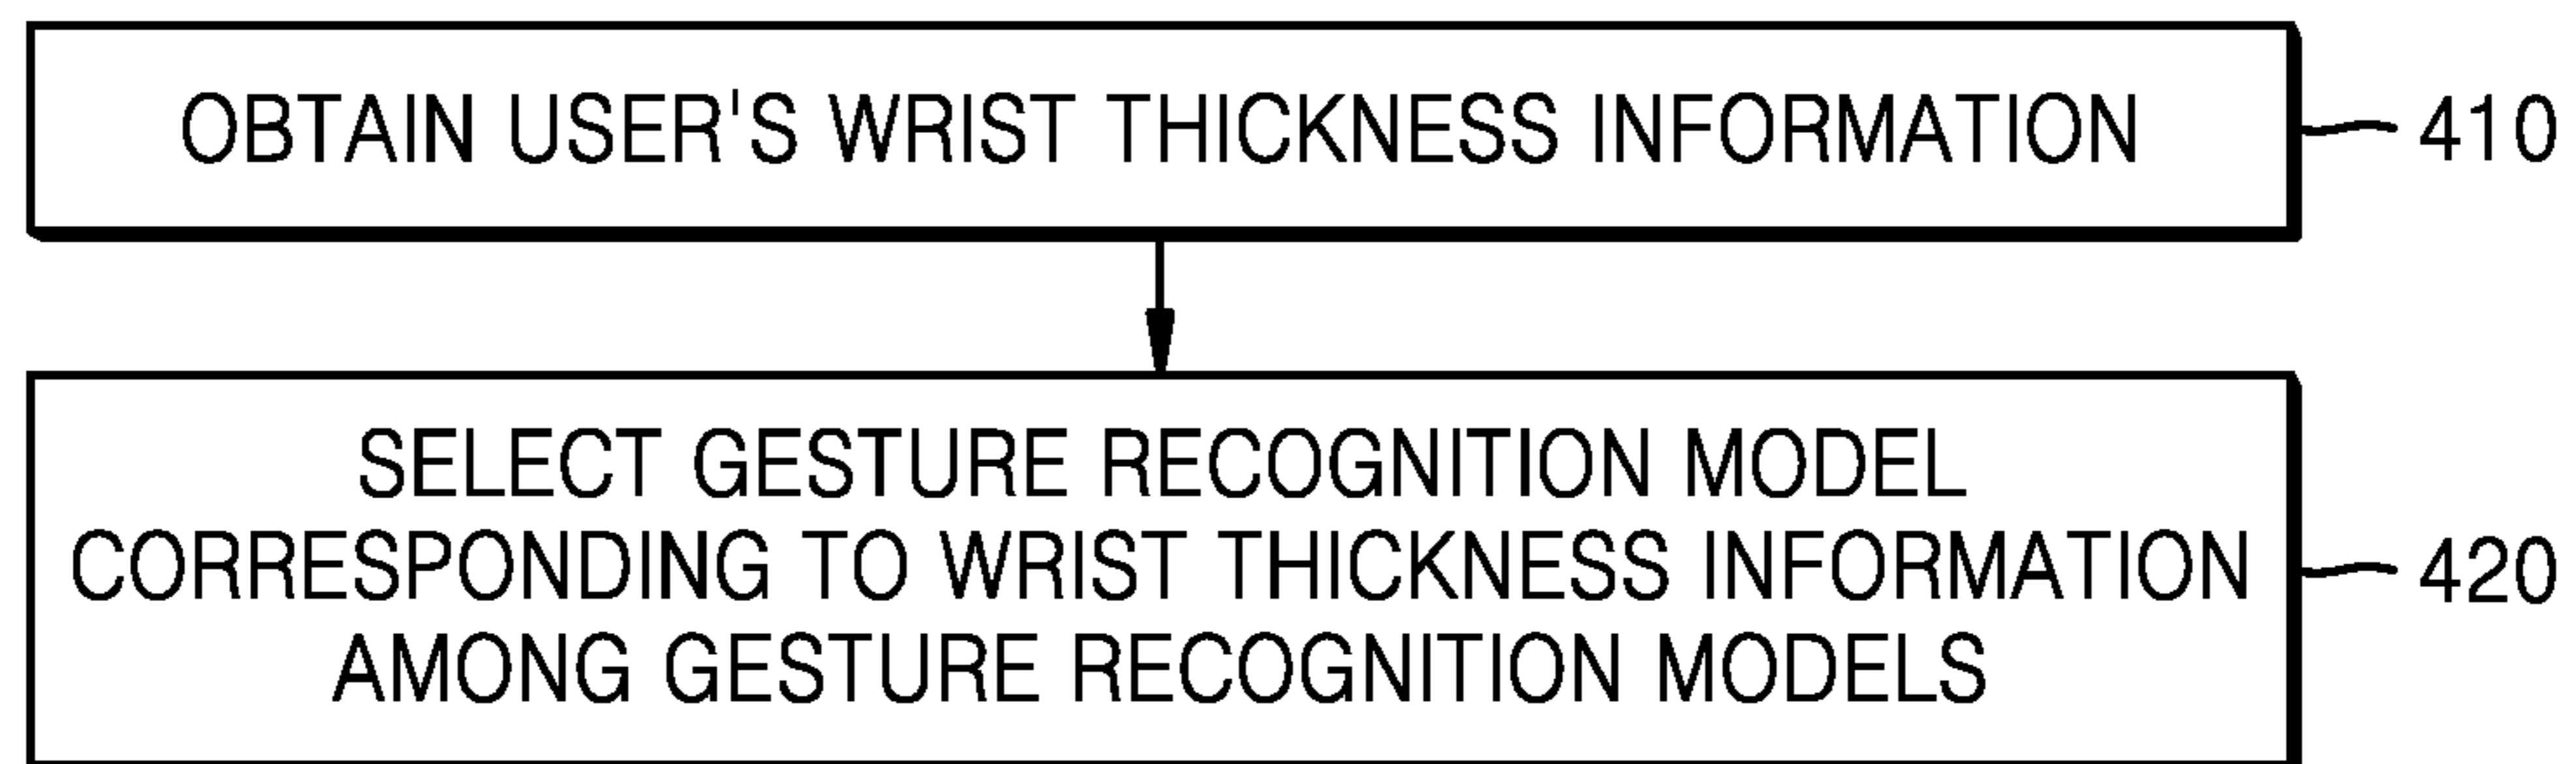 OBTAIN USER'S WRIST THICKNESS INFORMATION
410
SELECT GESTURE RECOGNITION MODEL
CORRESPONDING TO WRIST THICKNESS INFORMATION
420
AMONG GESTURE RECOGNITION MODELS